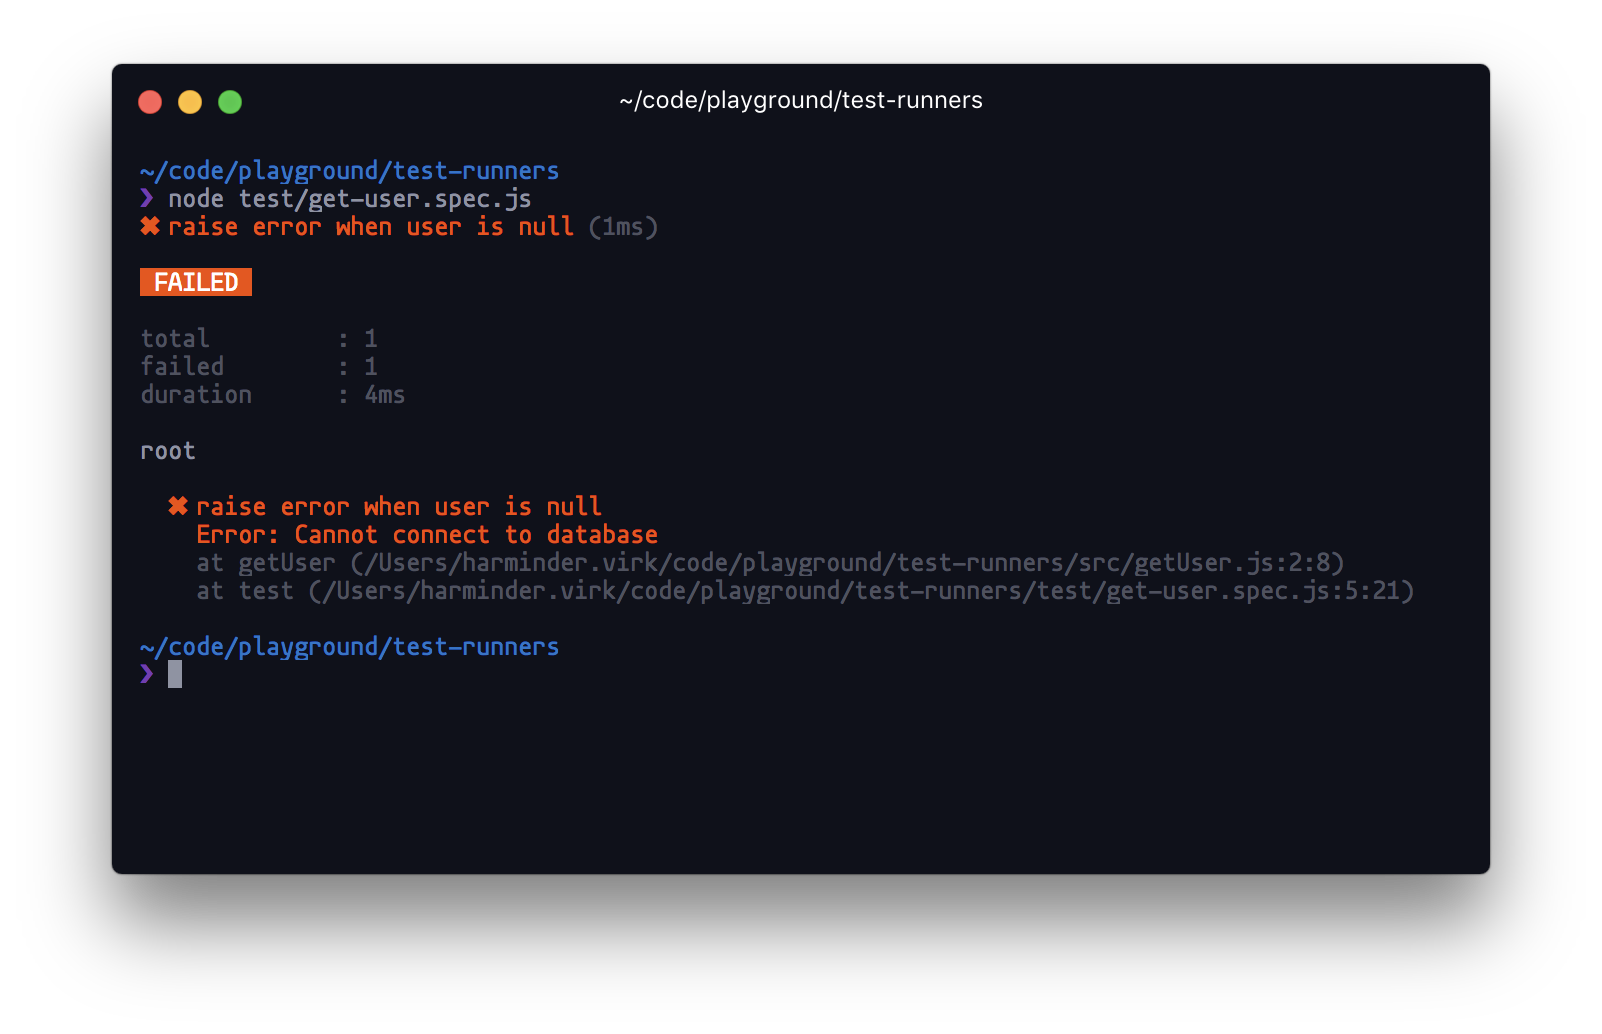 ~/code/playground/test-runners
~/code/playground/test-runners
❯ node test/get-user.spec.js
✖ raise error when user is null (1ms)
FAILED
total : 1
failed : 1
duration : 4ms
root
✖ raise error when user is null
Error: Cannot connect to database
at getUser (/Users/harminder.virk/code/playground/test-runners/src/getUser.js:2:8)
at test (/Users/harminder.virk/code/playground/test-runners/test/get-user.spec.js:5:21)
~/code/playground/test-runners
❯